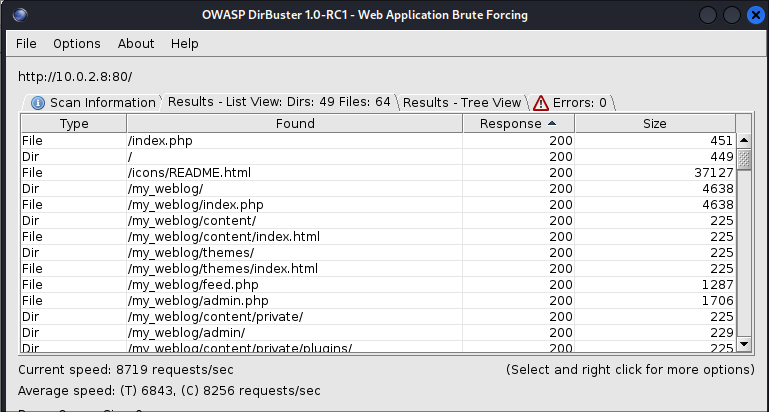 OWASP DirBuster 1.0-RC1 - Web Application Brute Forcing
File Options About Help
http://10.0.2.8:80/
Scan Information Results - List View: Dirs: 49 Files: 64 Results - Tree View Errors: 0
Type Found Response Size
File /index.php 200 451
Dir / 200 449
File /icons/README.html 200 37127
Dir /my_weblog/ 200 4638
File /my_weblog/index.php 200 4638
Dir /my_weblog/content/ 200 225
File /my_weblog/content/index.html 200 225
Dir /my_weblog/themes/ 200 225
File /my_weblog/themes/index.html 200 225
File /my_weblog/feed.php 200 1287
File /my_weblog/admin.php 200 1706
Dir /my_weblog/content/private/ 200 225
Dir /my_weblog/admin/ 200 229
Dir /my_weblog/content/private/plugins/ 200 225
Current speed: 8719 requests/sec (Select and right click for more options)
Average speed: (T) 6843, (C) 8256 requests/sec